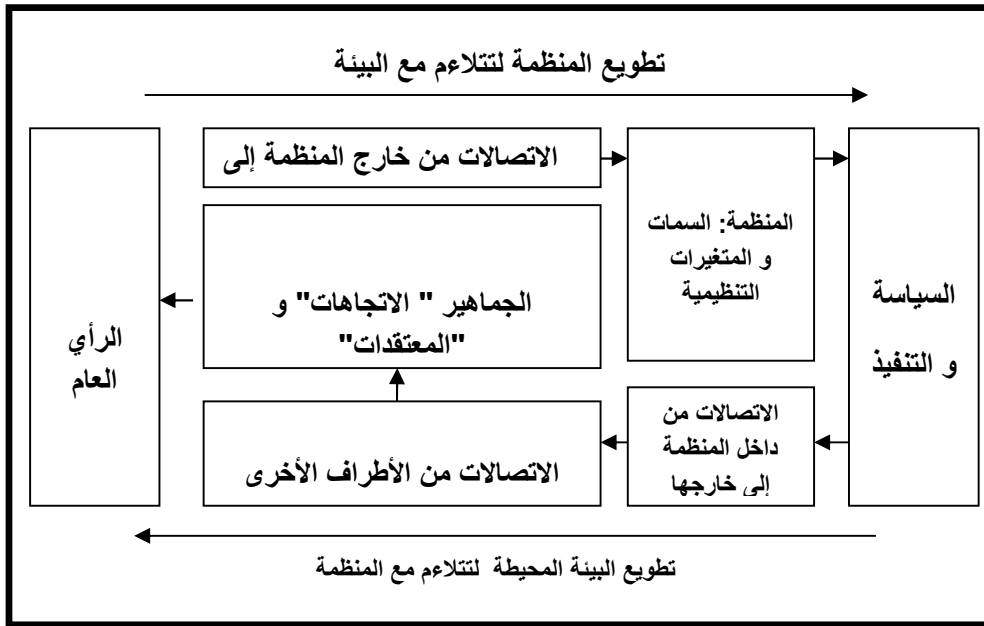 تطويع المنظمة لتتلاءم مع البيئة
الاتصالات من خارج المنظمة إلى
المنظمة: السمات
و المتغيرات
التنظيمية
السياسة
و التنفيذ
الجماهير " الاتجاهات" و
"المعتقدات"
الرأي
العام
الاتصالات من
داخل المنظمة
إلى خارجها
الاتصالات من الأطراف الأخرى
تطويع البيئة المحيطة لتتلاءم مع المنظمة